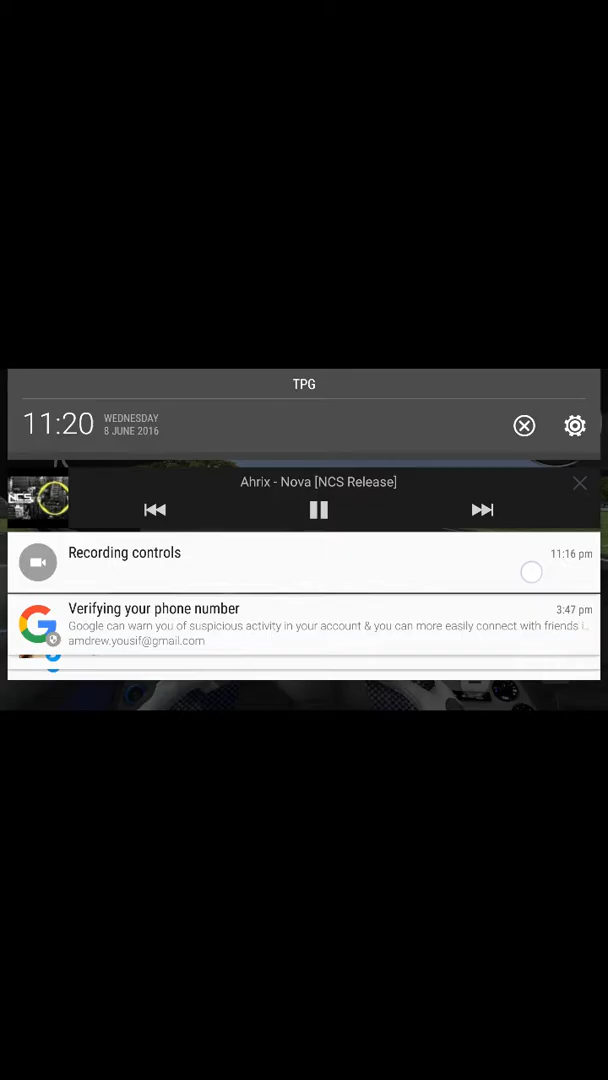 TPG
11:20
WEDNESDAY
8 JUNE 2016
Ahrix - Nova [NCS Release]
NCS
Recording controls
11:16 pm
Verifying your phone number
3:47 pm
Google can warn you of suspicious activity in your account & you can more easily connect with friends i..
amdrew.yousif@gmail.com